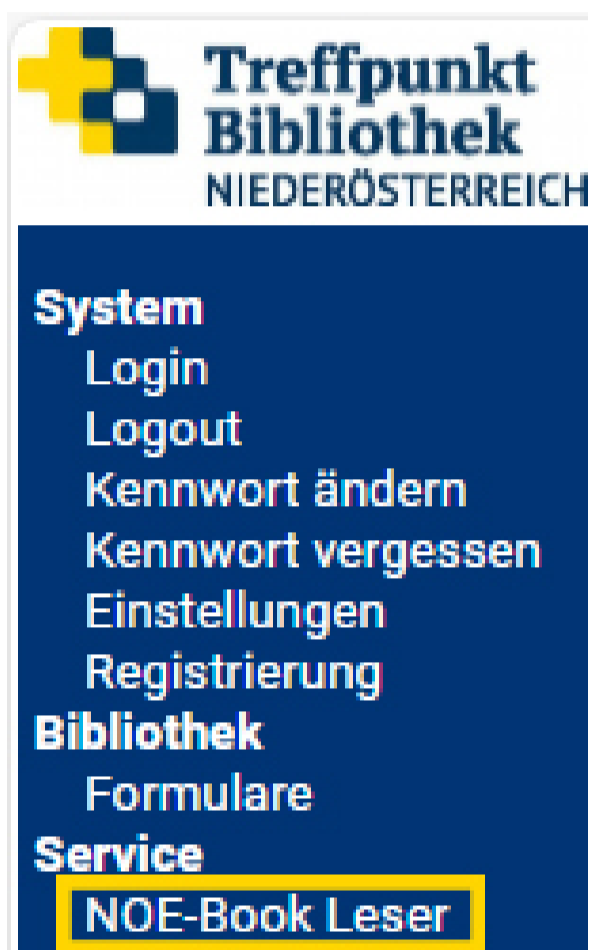 Treffpunkt
Bibliothek
NIEDERÖSTERREICH
System
Login
Logout
Kennwort ändern
Kennwort vergessen
Einstellungen
Registrierung
Bibliothek
Formulare
Service
NOE-Book Leser